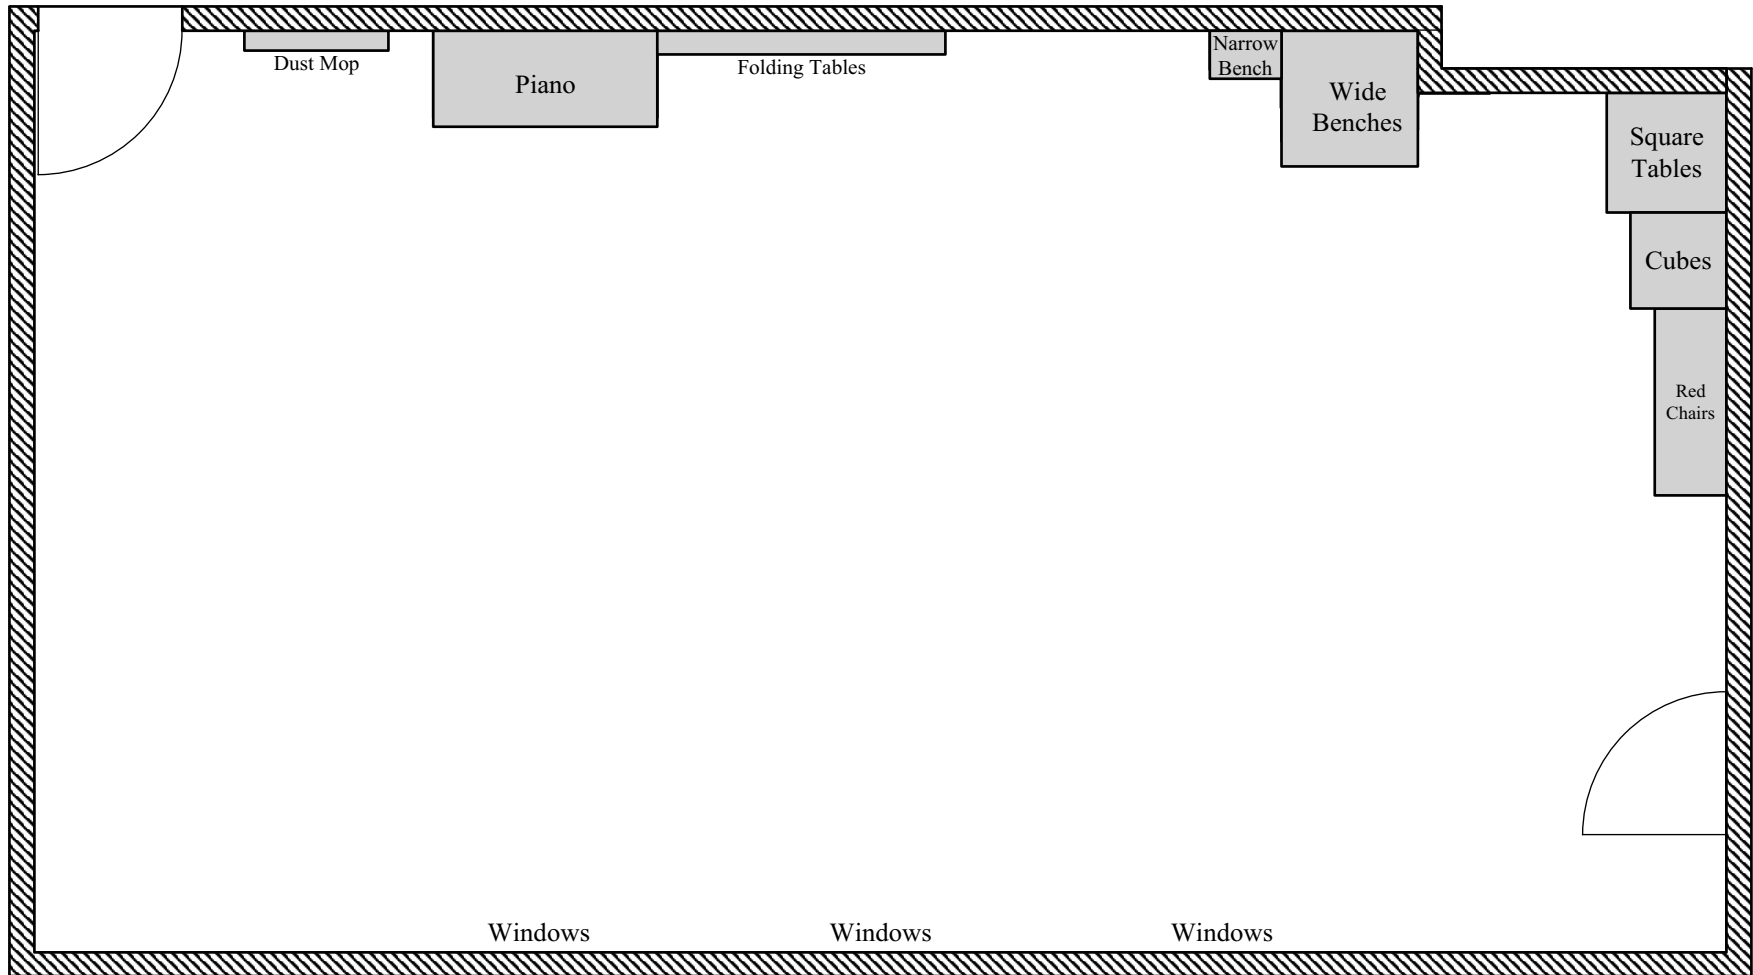 Dust Mop
Piano
Folding Tables
Narrow
Bench
Wide
Benches
Square
Tables
Cubes
Red
Chairs
Windows
Windows
Windows